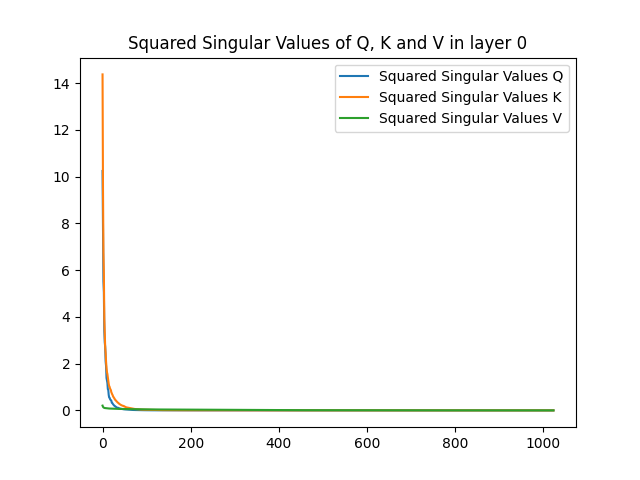 Squared Singular Values of Q, K and V in layer 0
Squared Singular Values Q
Squared Singular Values K
Squared Singular Values V
14
12
10
8
6
4
2
0
0 200 400 600 800 1000